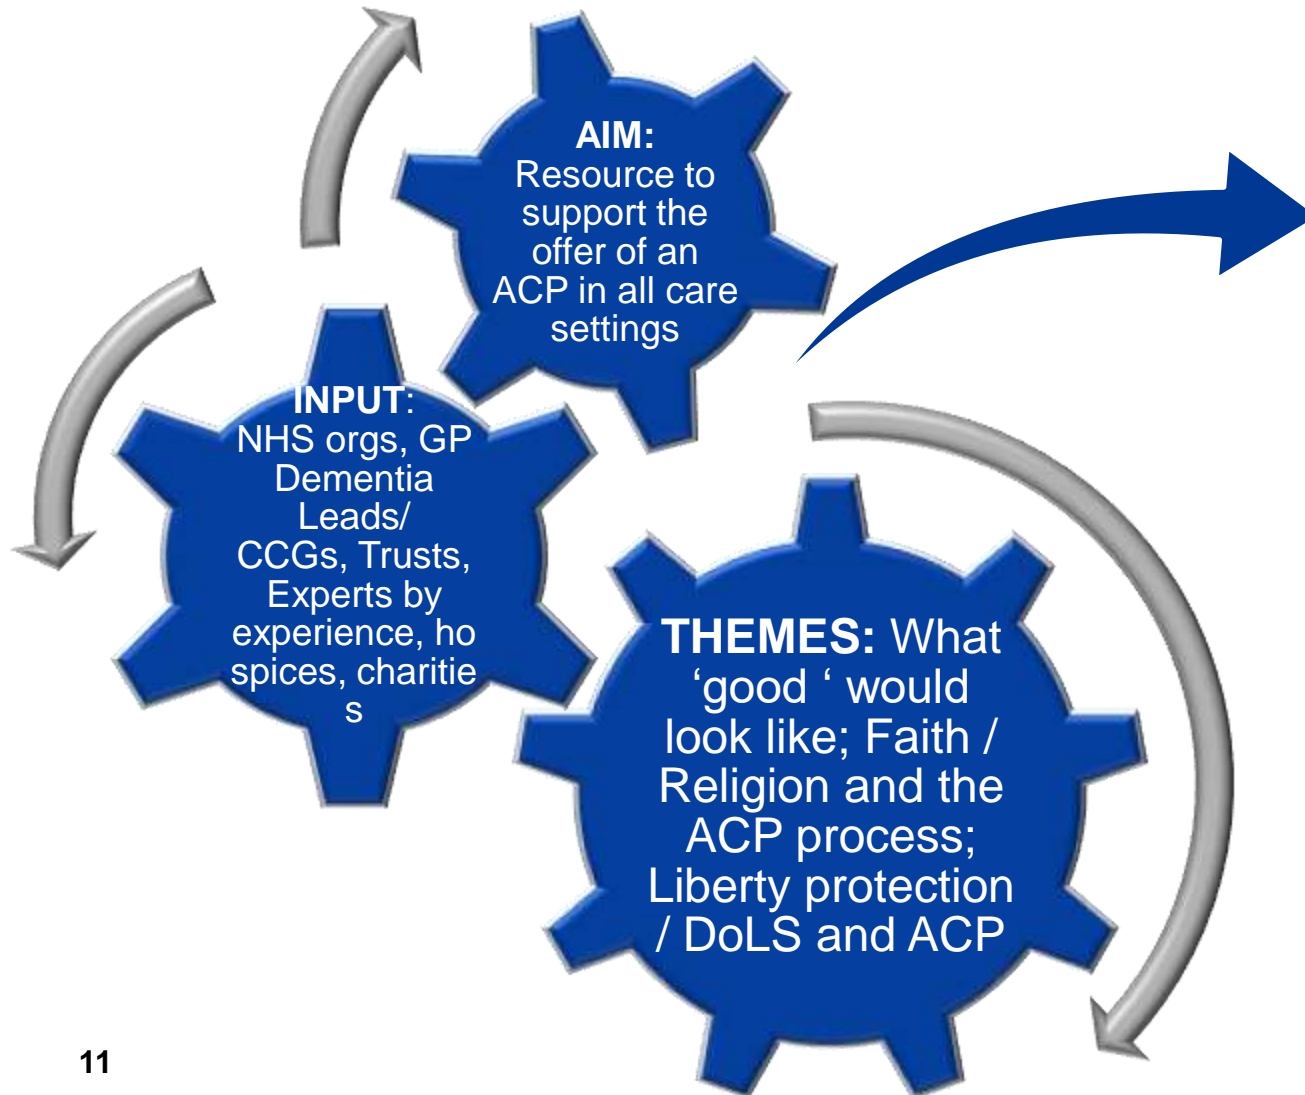 AIM:
Resource to
support the
offer of an
ACP in all care
settings
INPUT:
NHS orgs, GP
Dementia
Leads/
CCGs, Trusts,
Experts by
experience, ho
spices, charitie
s
THEMES: What
‘good ‘ would
look like; Faith /
Religion and the
ACP process;
Liberty protection
/ DoLS and ACP
11